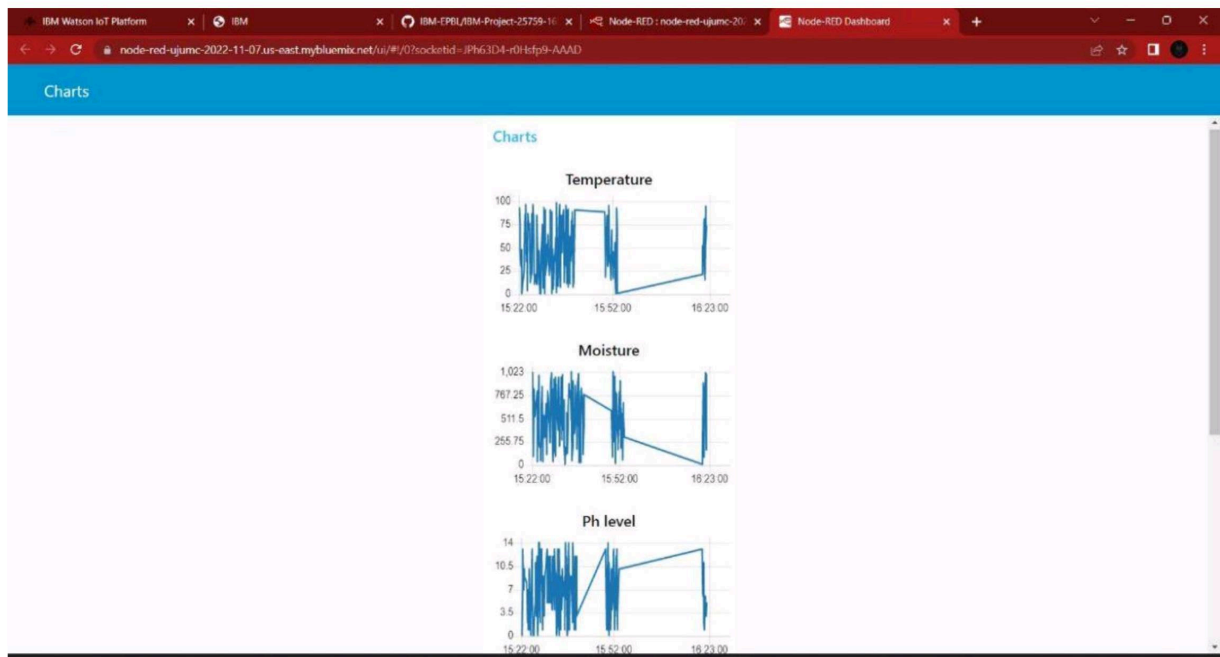 IBM Watson IoT Platform
IBM
IBM-EPBL/IBM-Project-25759-16
Node-RED : node-red-ujumc-202
Node-RED Dashboard
node-red-ujumc-2022-11-07.us-east.mybluemix.net/ui/#!/0?socketid=JPh63D4-r0Hsfp9-AAAD
Charts
Charts
Temperature
100
75
50
25
0
15:22:00 15:52:00 16:23:00
Moisture
1,023
767.25
511.5
255.75
0
15:22:00 15:52:00 16:23:00
Ph level
14
10.5
7
3.5
0
15:22:00 15:52:00 16:23:00